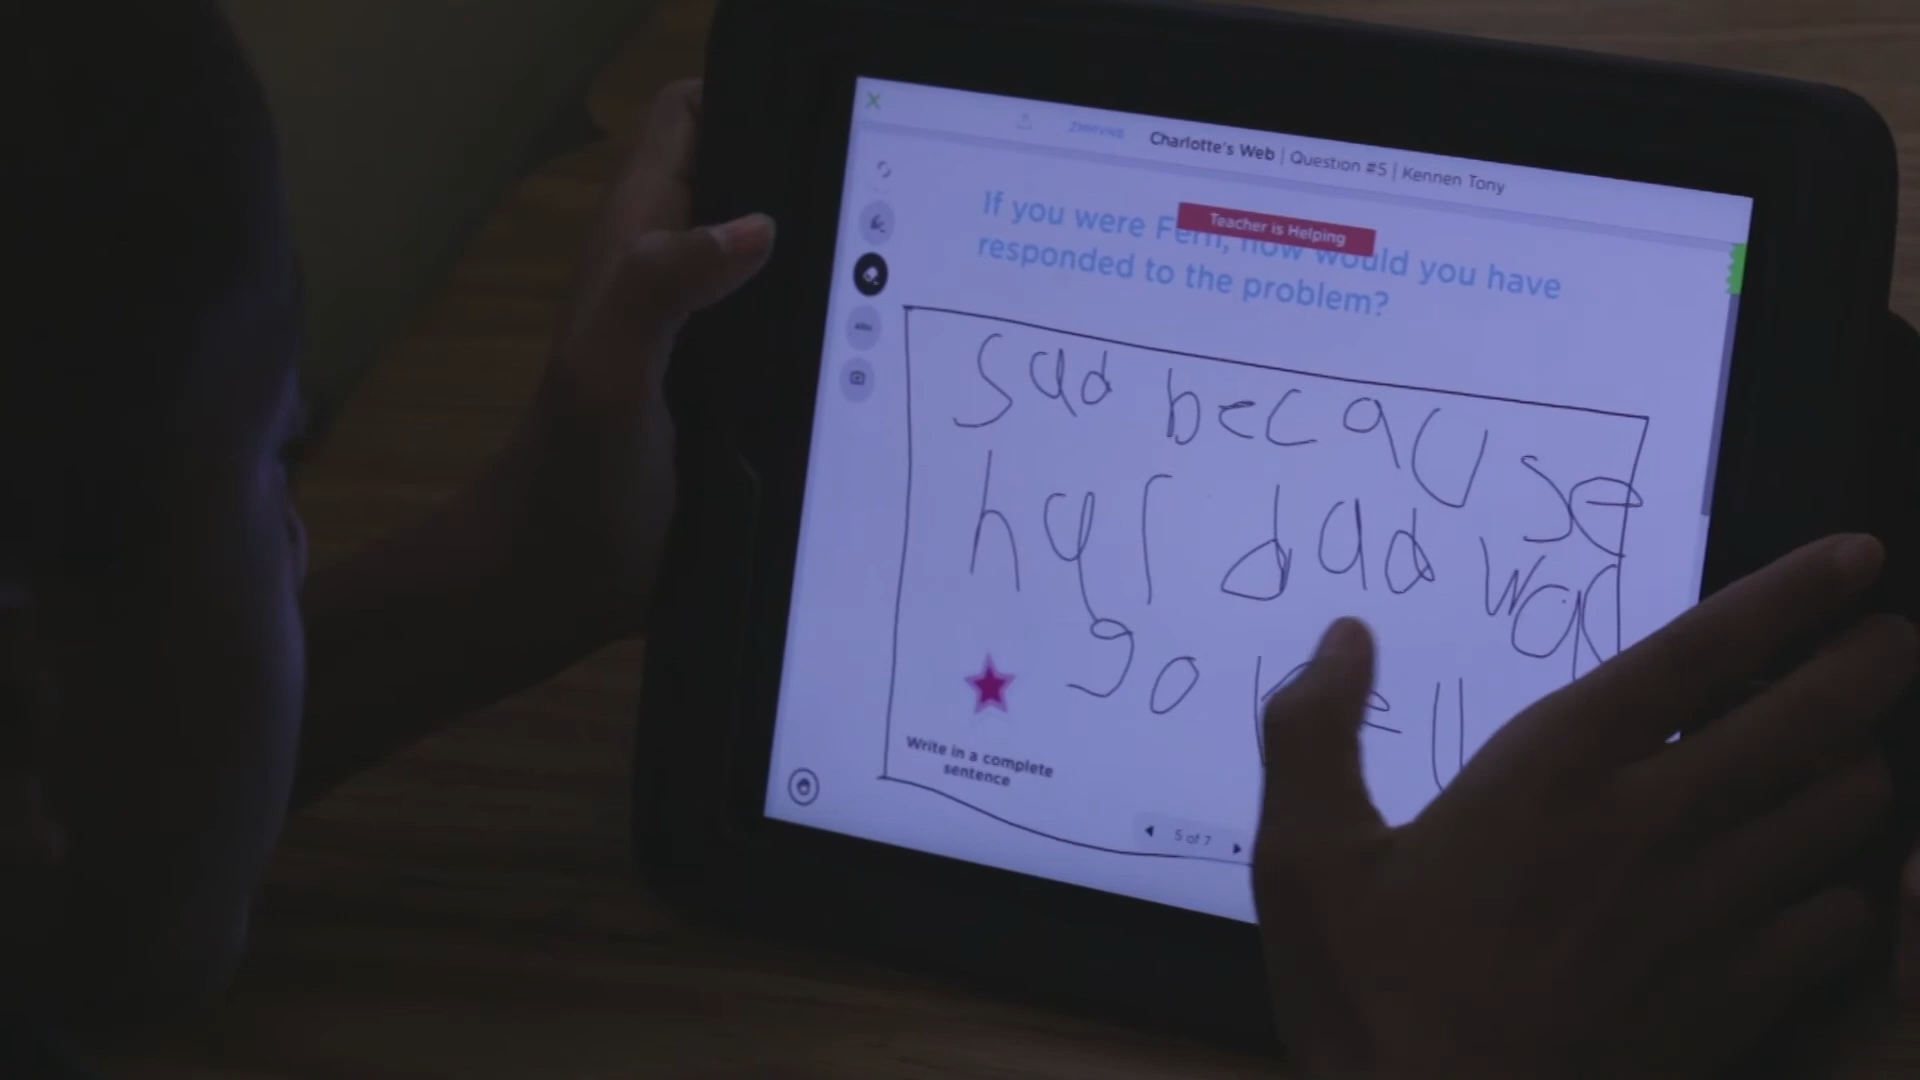 Charlotte's Web | Question #5 | Kennen Tony
Teacher is Helping
If you were Fern, how would you have
responded to the problem?
sad because
har dad was
go
Write in a complete
sentence
5 of 7